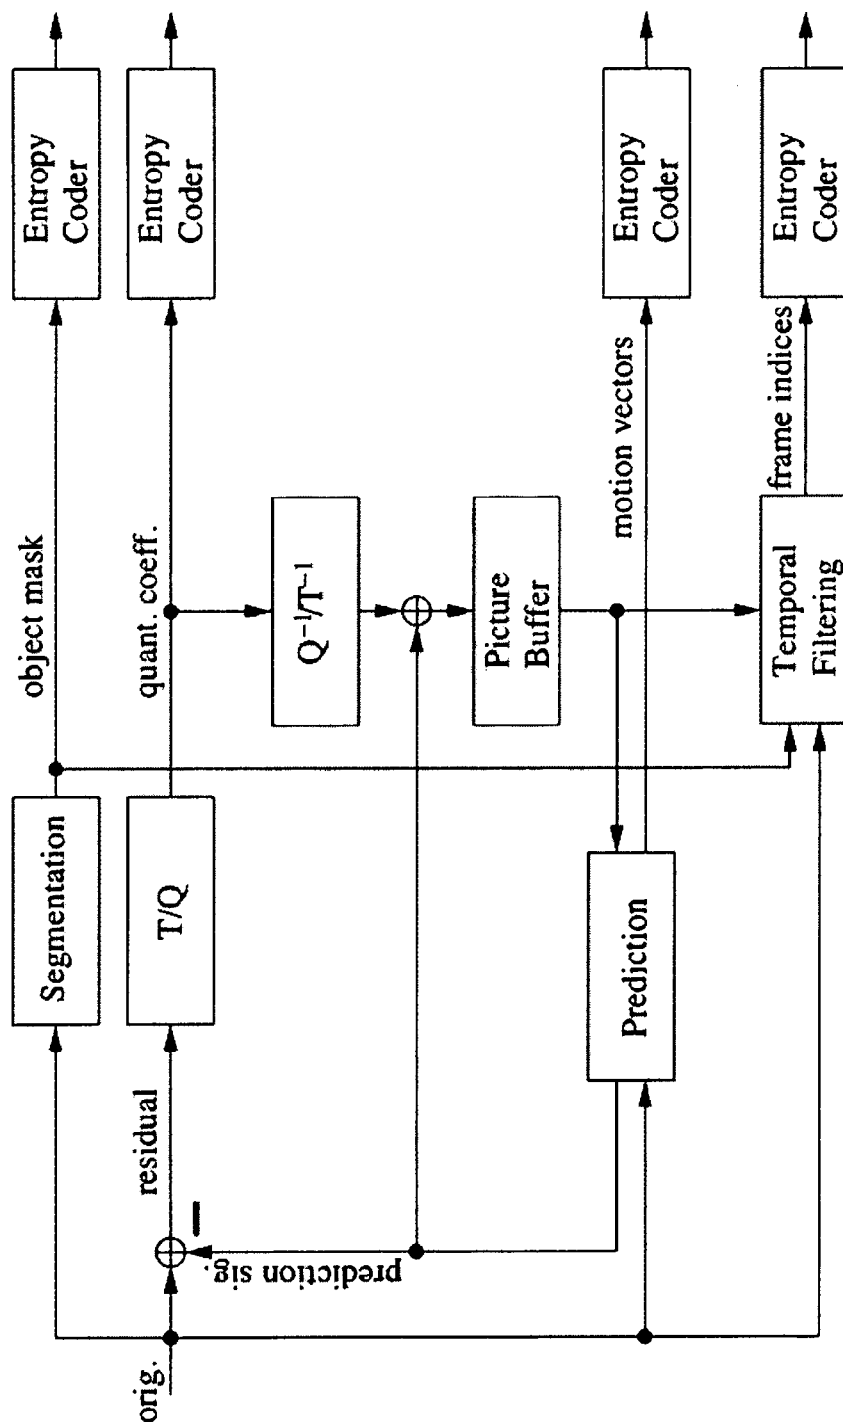 orig.
Segmentation
object mask
Entropy
Coder
residual
T/Q
quant. coeff.
Entropy
Coder
prediction sig.
Q⁻¹/T⁻¹
Picture
Buffer
Prediction
motion vectors
Entropy
Coder
Temporal
Filtering
frame indices
Entropy
Coder